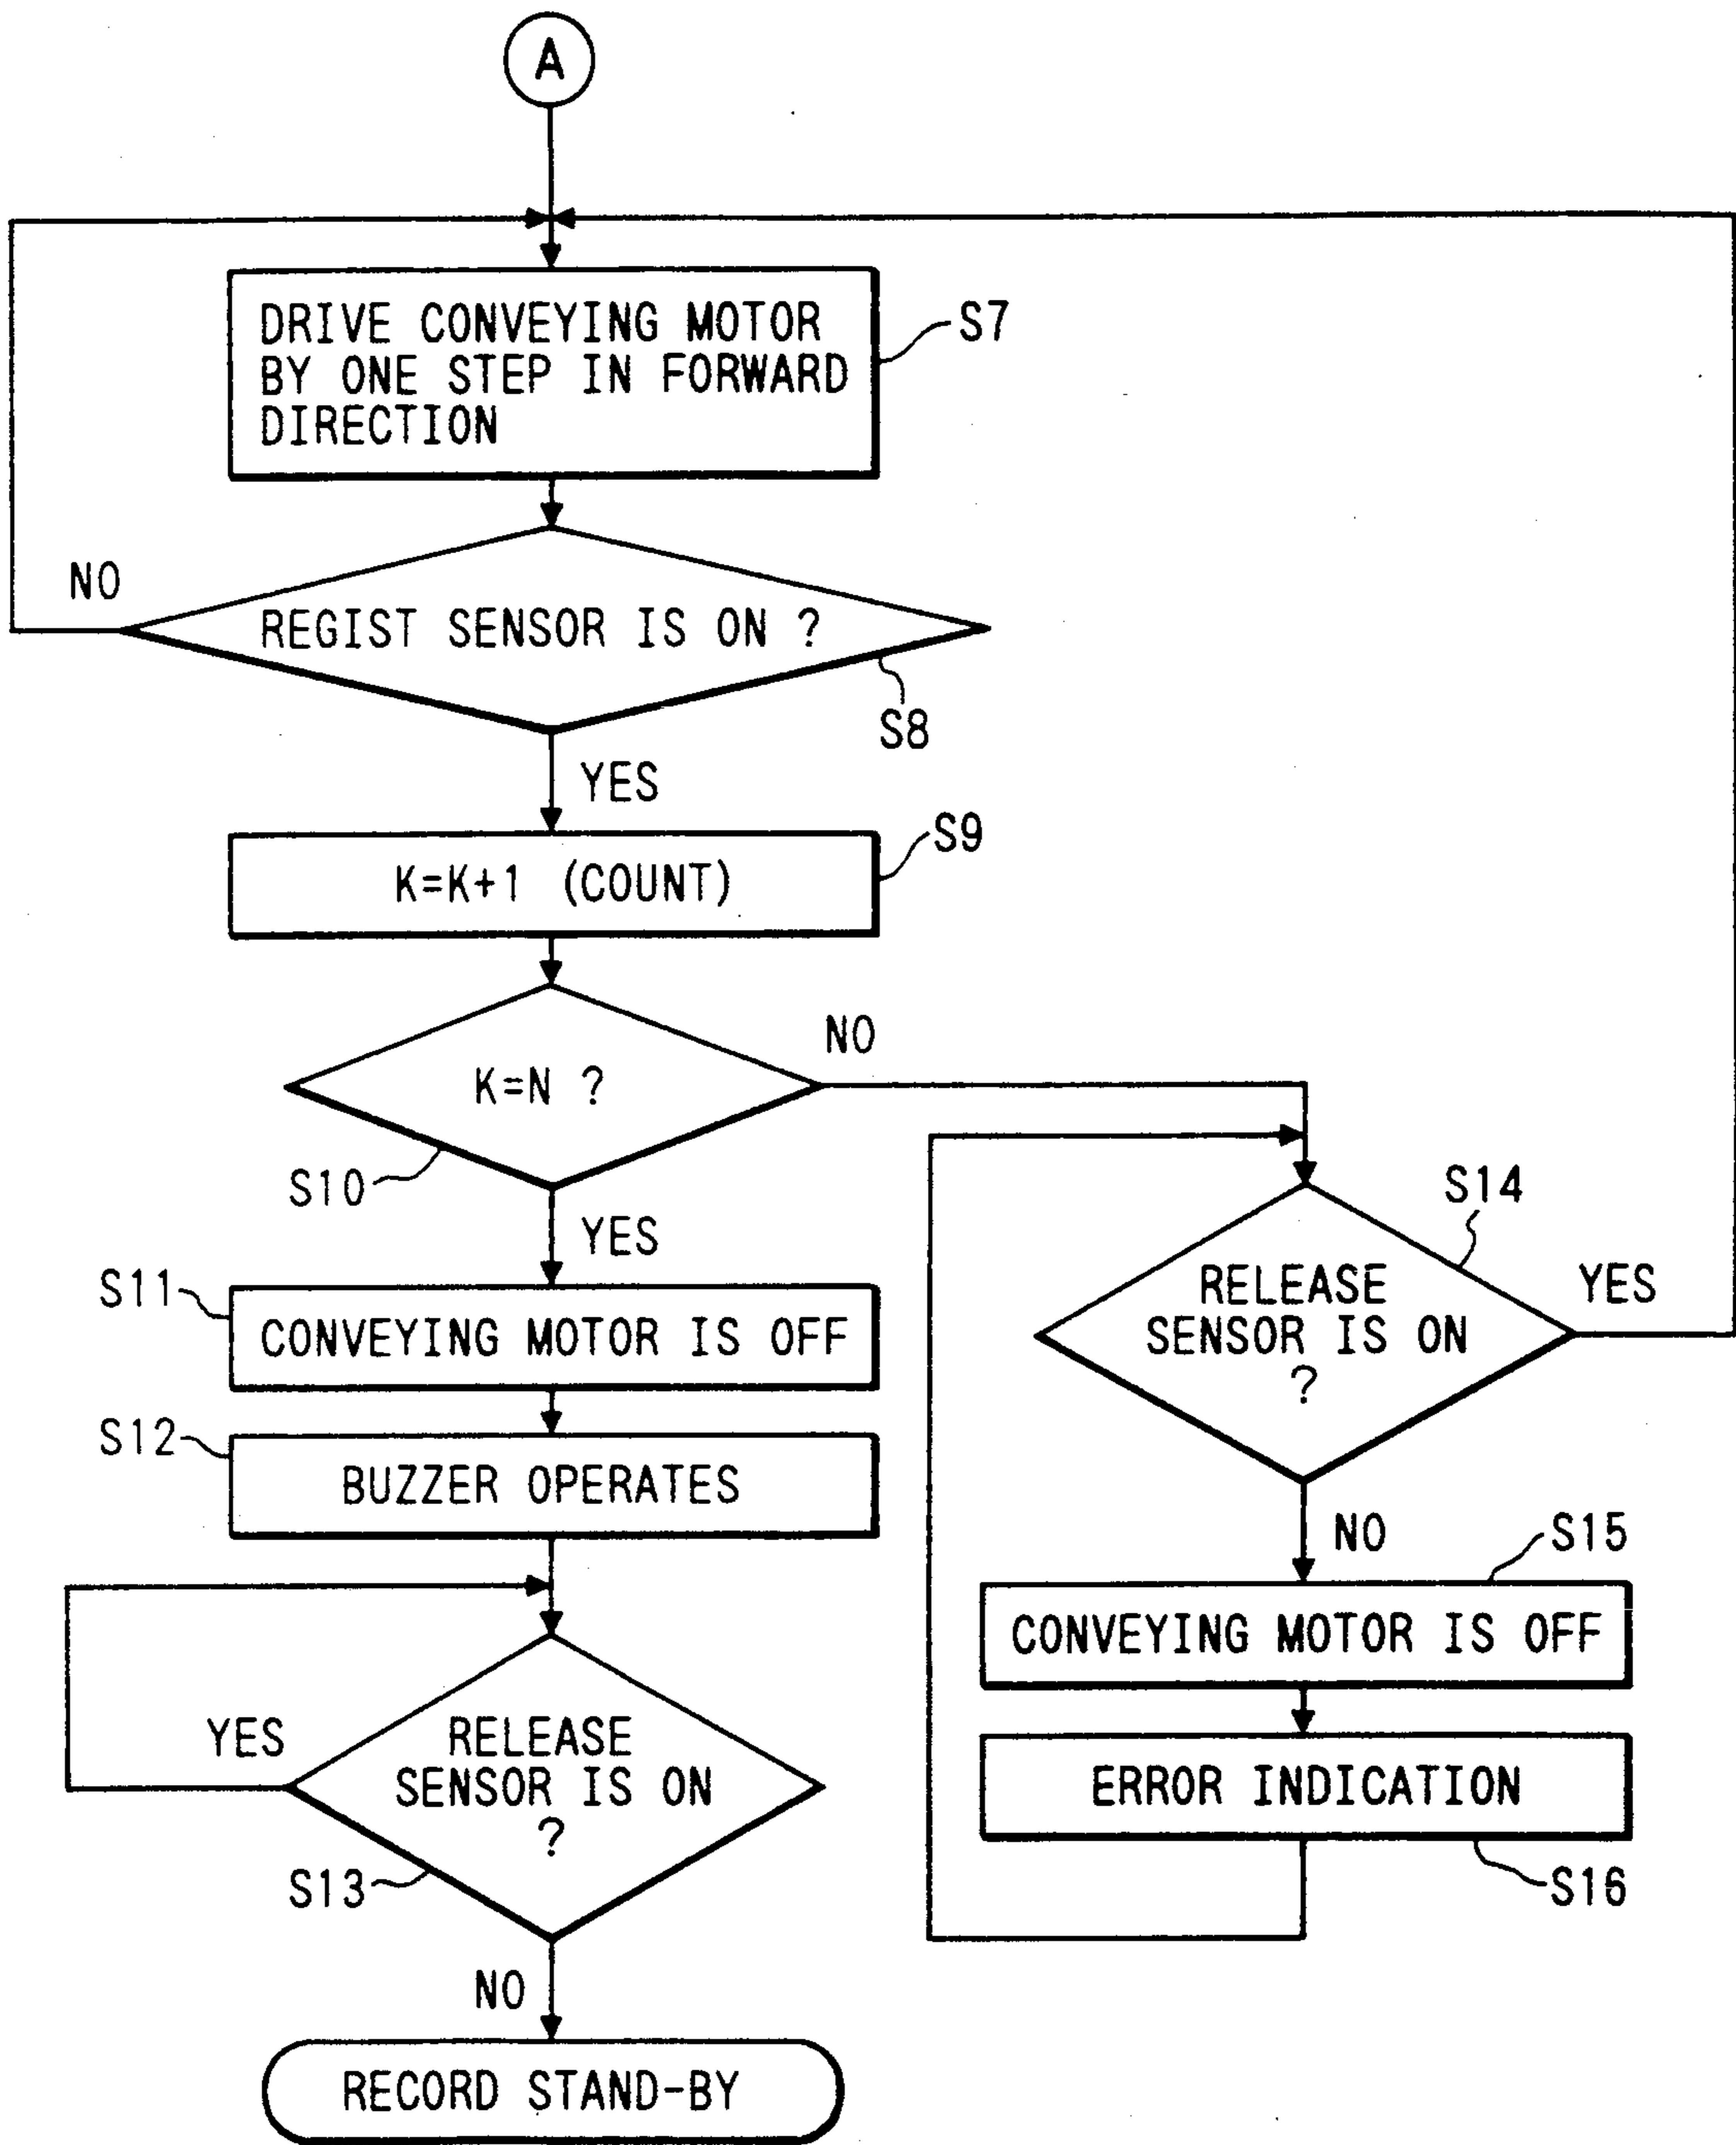 A
DRIVE CONVEYING MOTOR
BY ONE STEP IN FORWARD
DIRECTION
S7
NO
REGIST SENSOR IS ON ?
S8
YES
K=K+1 (COUNT)
S9
K=N ?
NO
S10
YES
S11
CONVEYING MOTOR IS OFF
S12
BUZZER OPERATES
YES
RELEASE
SENSOR IS ON
?
S13
NO
RECORD STAND-BY
S14
RELEASE
SENSOR IS ON
?
YES
NO
S15
CONVEYING MOTOR IS OFF
ERROR INDICATION
S16